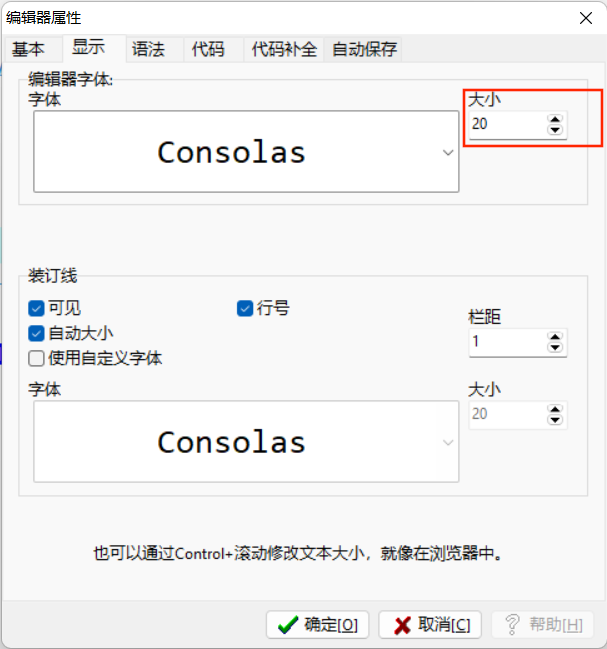 编辑器属性
基本 显示 语法 代码 代码补全 自动保存
编辑器字体:
字体 大小
Consolas 20
装订线
可见 行号
自动大小 栏距
使用自定义字体 1
字体 大小
Consolas 20
也可以通过Control+滚动修改文本大小，就像在浏览器中。
确定[O] 取消[C] 帮助[H]